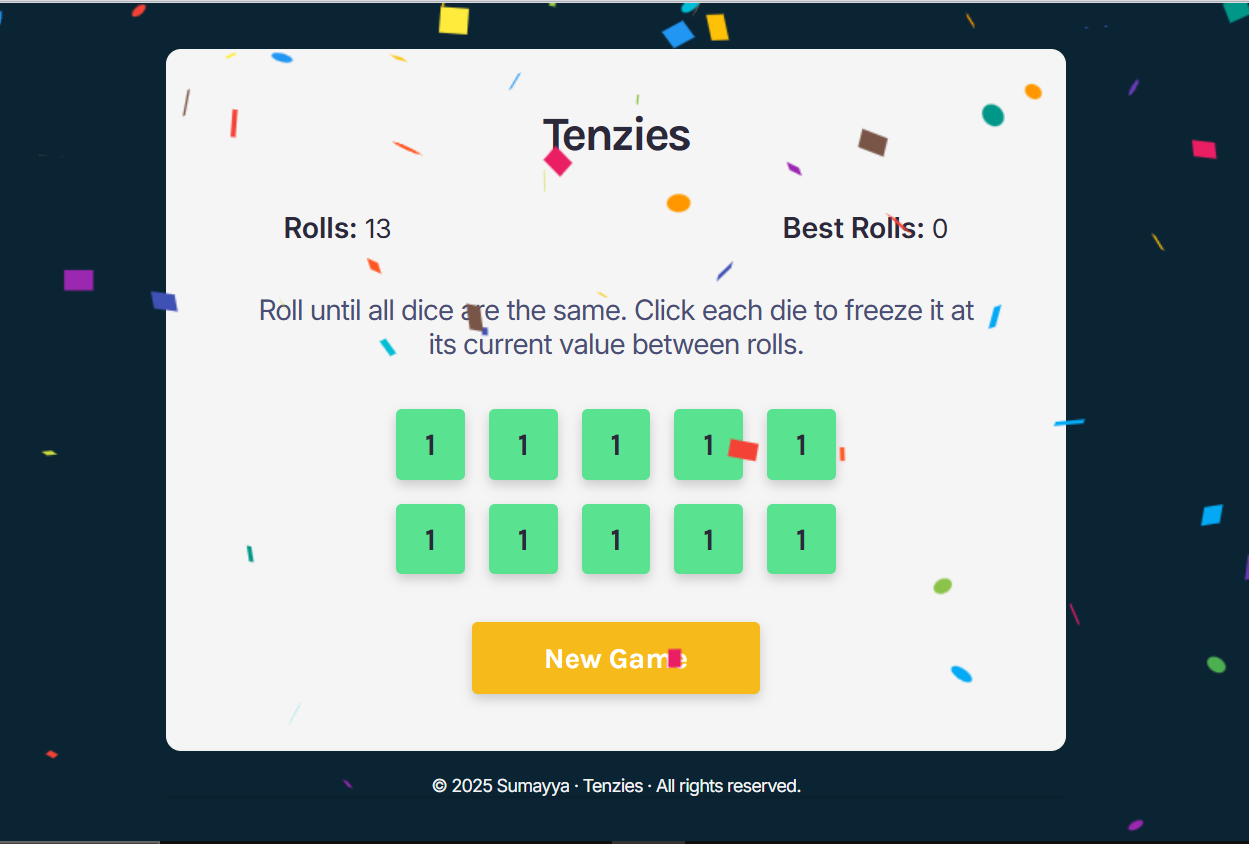 Tenzies
Rolls: 13
Best Rolls: 0
Roll until all dice are the same. Click each die to freeze it at
its current value between rolls.
1 1 1 1 1
1 1 1 1 1
New Game
© 2025 Sumayya · Tenzies · All rights reserved.